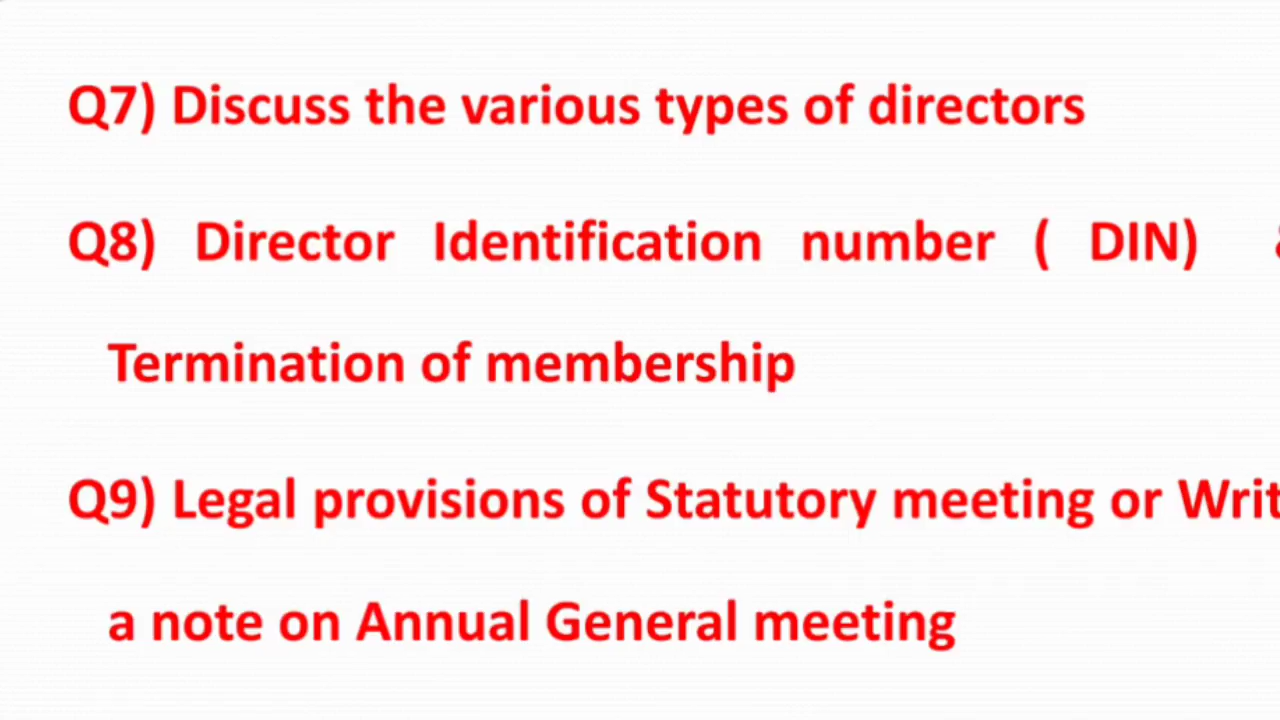 Q7) Discuss the various types of directors
Q8) Director Identification number ( DIN)
Termination of membership
Q9) Legal provisions of Statutory meeting or Writ
a note on Annual General meeting